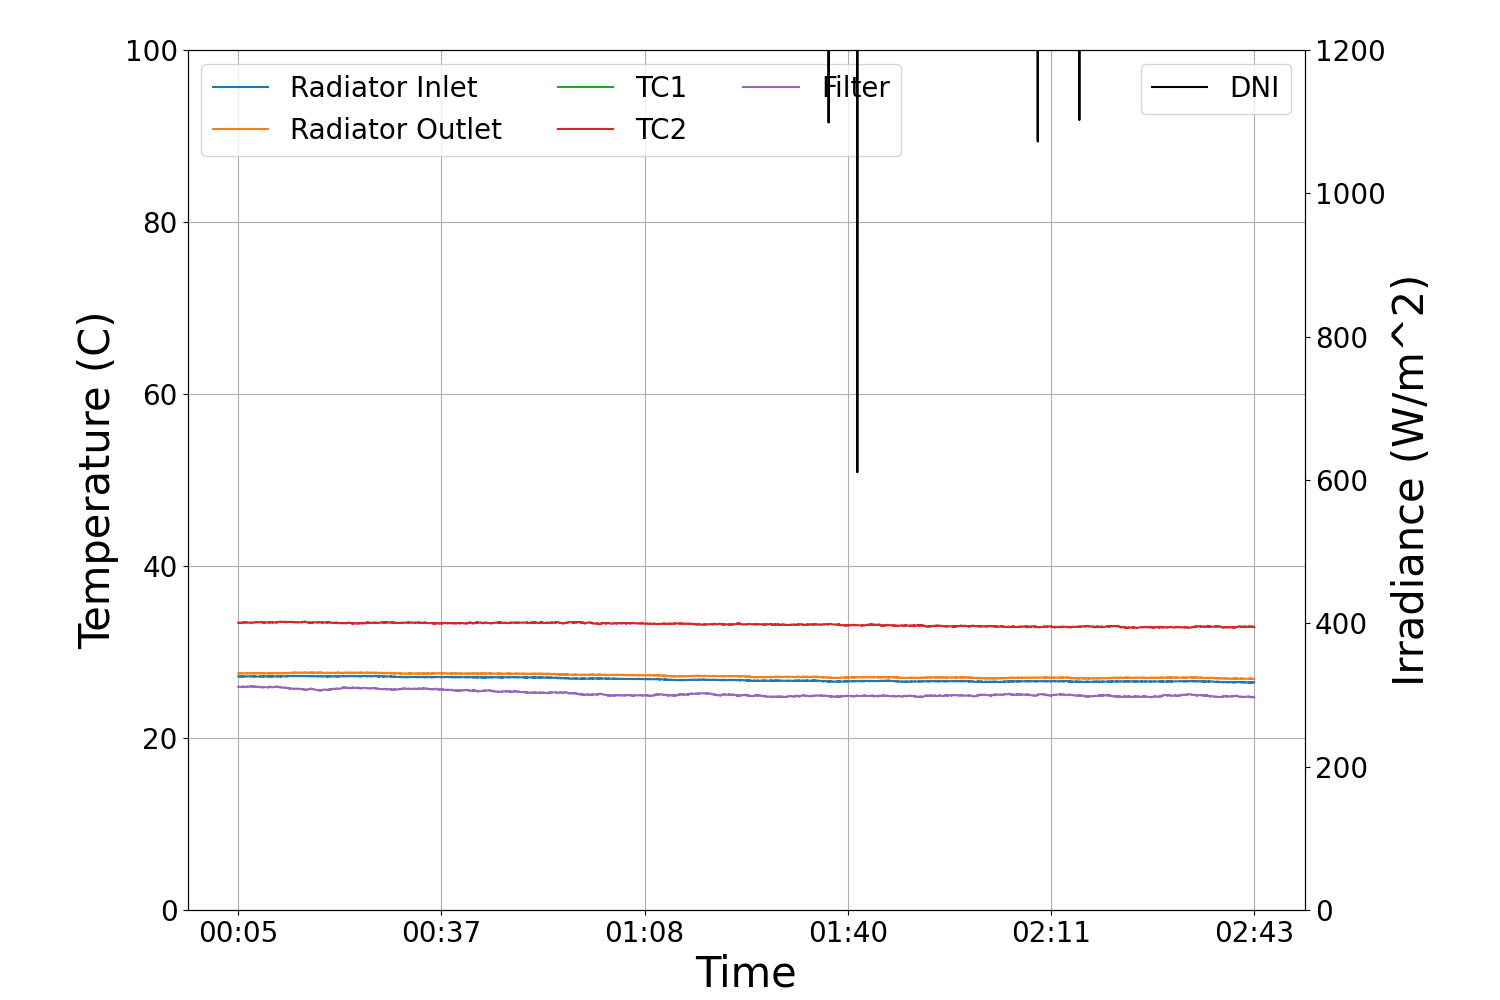 100
80
60
40
20
0
Temperature (C)
Radiator Inlet
Radiator Outlet
TC1
TC2
Filter
DNI
1200
1000
800
600
400
200
0
Irradiance (W/m^2)
00:05
00:37
01:08
01:40
02:11
02:43
Time